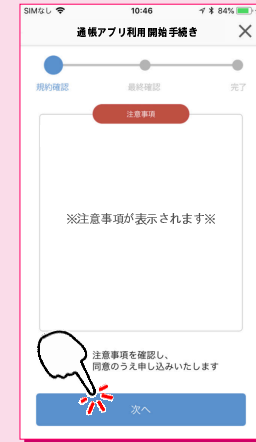 SIMなし 10:46 84%
通帳アプリ利用開始手続き
規約確認 最終確認 完了
注意事項
※注意事項が表示されます※
注意事項を確認し、
同意のうえ申し込みいたします
次へ